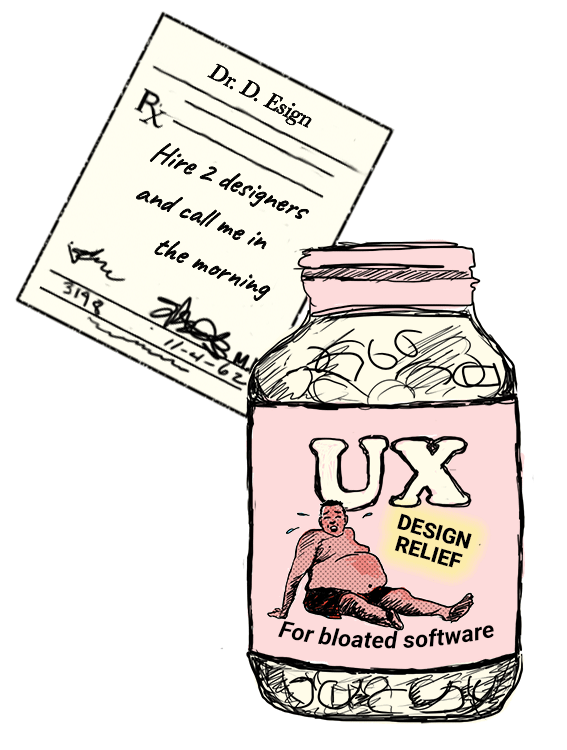 Dr. D. Esign
Rx
Hire 2 designers
and call me in
the morning
3198
11-4-62
UX
DESIGN
RELIEF
For bloated software